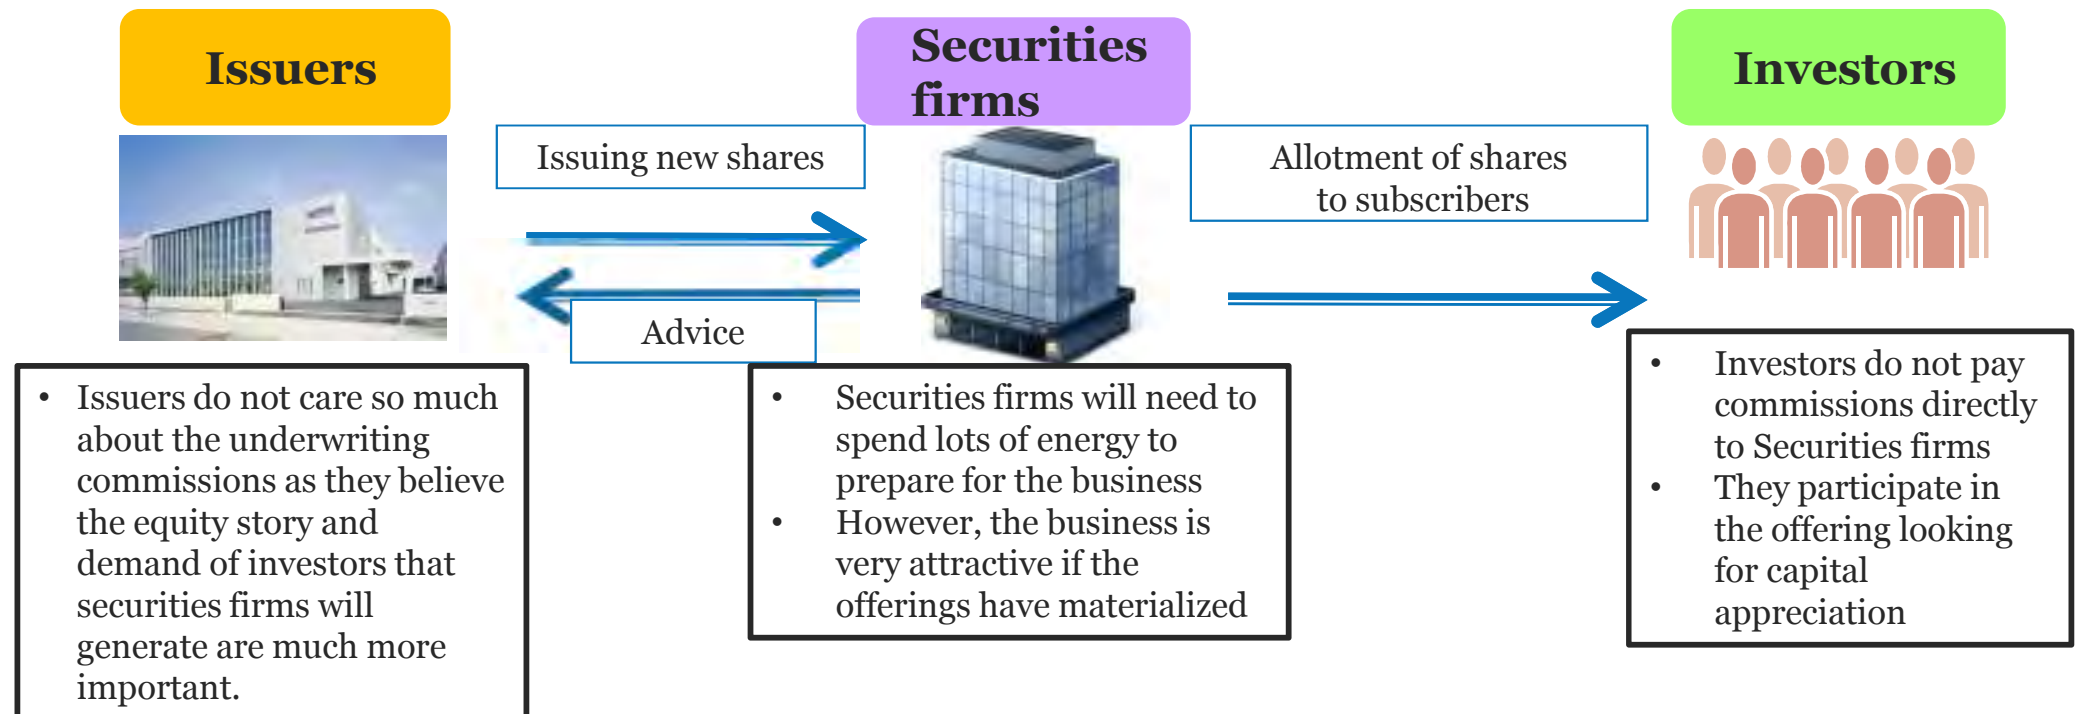 Issuers
Securities
firms
Investors
Issuing new shares
Allotment of shares
to subscribers
Advice
• Issuers do not care so much
about the underwriting
commissions as they believe
the equity story and
demand of investors that
securities firms will
generate are much more
important.
• Securities firms will need to
spend lots of energy to
prepare for the business
• However, the business is
very attractive if the
offerings have materialized
• Investors do not pay
commissions directly
to Securities firms
• They participate in
the offering looking
for capital
appreciation